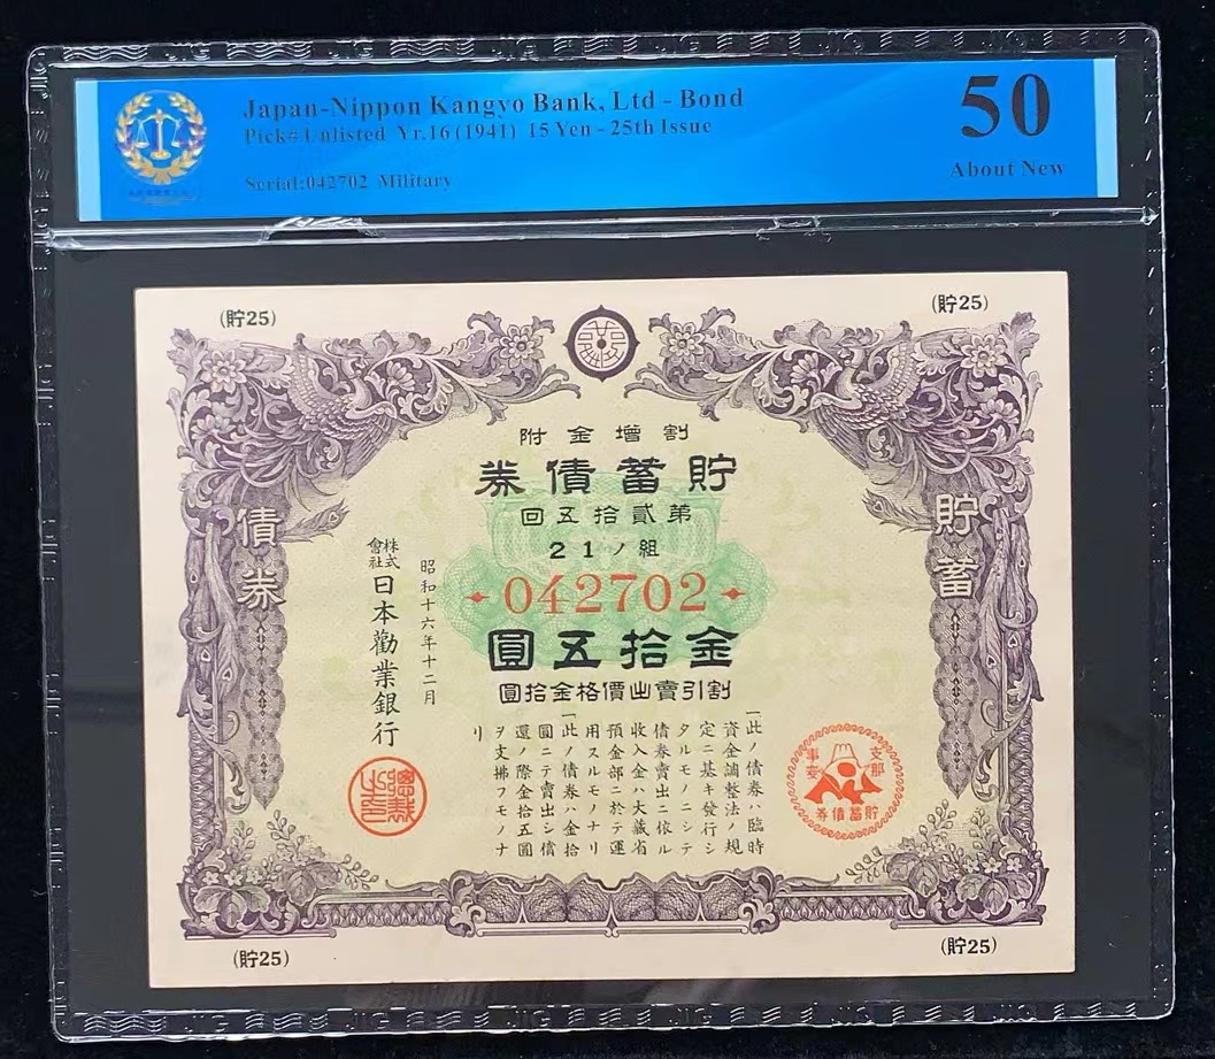 Japan-Nippon Kangyo Bank, Ltd - Bond
Pick#Unlisted Yr.16(1941) 15 Yen - 25th Issue
Serial:042702 Military
50
About New
(貯25)
(貯25)
割增金附
貯蓄債券
第貳拾五回
21ノ組
042702
金拾五圓
割引賣出價格金拾圓
貯蓄
債券
一此ノ債券ハ臨時
資金調整法ノ規
定ニ基キ發行シ
タルモノニシテ
債券賣出ニ依ル
收入金ハ大藏省
預金部ニ於テ運
用スルモノナリ
一此ノ債券ハ金拾
圓ニテ賣出シ償
還ノ際金拾五圓
ヲ支拂フモノナ
リ
昭和十六年十二月
株式會社日本勸業銀行
總裁之印
支那事變
貯蓄債券
(貯25)
(貯25)